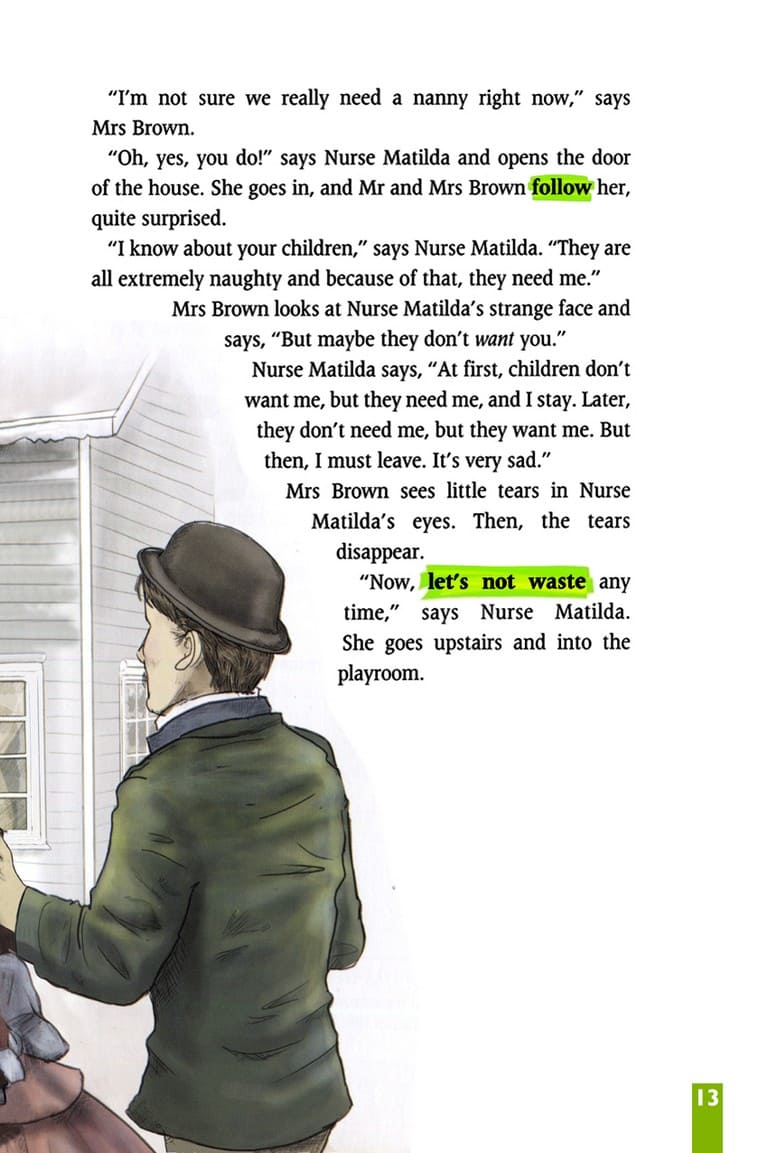 “I’m not sure we really need a nanny right now,” says
Mrs Brown.
“Oh, yes, you do!” says Nurse Matilda and opens the door
of the house. She goes in, and Mr and Mrs Brown follow her,
quite surprised.
“I know about your children,” says Nurse Matilda. “They are
all extremely naughty and because of that, they need me.”
Mrs Brown looks at Nurse Matilda’s strange face and
says, “But maybe they don’t want you.”
Nurse Matilda says, “At first, children don’t
want me, but they need me, and I stay. Later,
they don’t need me, but they want me. But
then, I must leave. It’s very sad.”
Mrs Brown sees little tears in Nurse
Matilda’s eyes. Then, the tears
disappear.
“Now, let’s not waste any
time,” says Nurse Matilda.
She goes upstairs and into the
playroom.
13